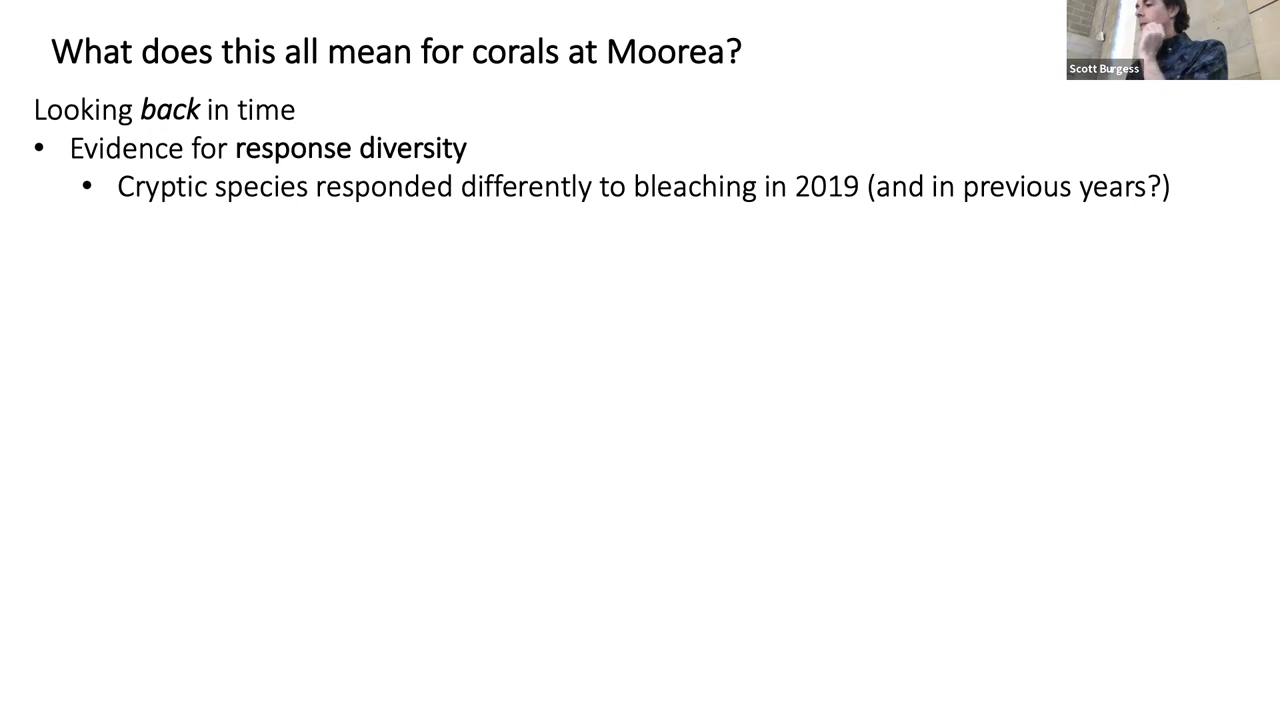 What does this all mean for corals at Moorea?
Scott Burgess
Looking back in time
• Evidence for response diversity
• Cryptic species responded differently to bleaching in 2019 (and in previous years?)